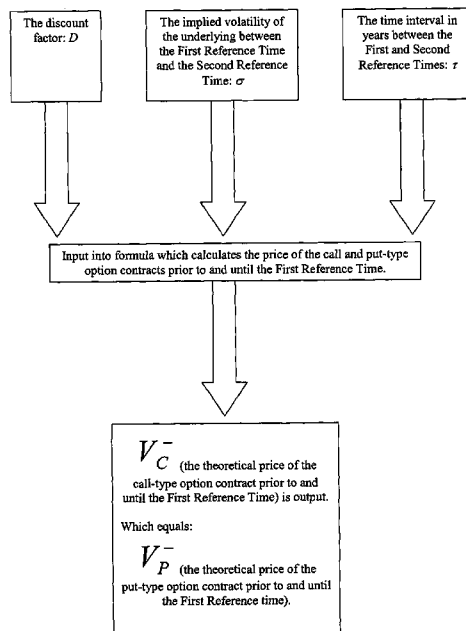 The discount
factor: D
The implied volatility of
the underlying between
the First Reference Time
and the Second Reference
Time: σ
The time interval in
years between the
First and Second
Reference Times: τ
Input into formula which calculates the price of the call and put-type
option contracts prior to and until the First Reference Time.
V_C^- (the theoretical price of the
call-type option contract prior to and
until the First Reference Time) is output.
Which equals:
V_P^- (the theoretical price of the
put-type option contract prior to and until
the First Reference time).